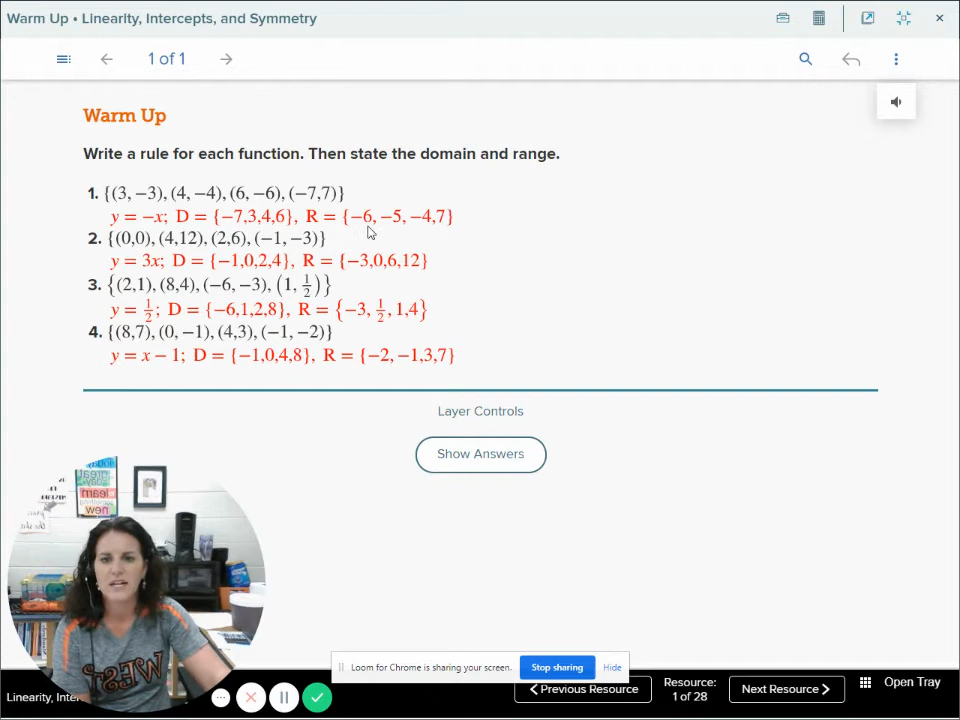 Warm Up • Linearity, Intercepts, and Symmetry
1 of 1
Warm Up
Write a rule for each function. Then state the domain and range.
1. {(3, −3), (4, −4), (6, −6), (−7,7)}
y = −x; D = {−7,3,4,6}, R = {−6, −5, −4,7}
2. {(0,0), (4,12), (2,6), (−1, −3)}
y = 3x; D = {−1,0,2,4}, R = {−3,0,6,12}
3. {(2,1), (8,4), (−6, −3), (1, 1/2)}
y = 1/2; D = {−6,1,2,8}, R = {−3, 1/2, 1,4}
4. {(8,7), (0, −1), (4,3), (−1, −2)}
y = x − 1; D = {−1,0,4,8}, R = {−2, −1,3,7}
Layer Controls
Show Answers
great
learn
new
P
WEST
Loom for Chrome is sharing your screen. Stop sharing Hide
Linearity, Inte
Previous Resource
Resource:
1 of 28
Next Resource
Open Tray